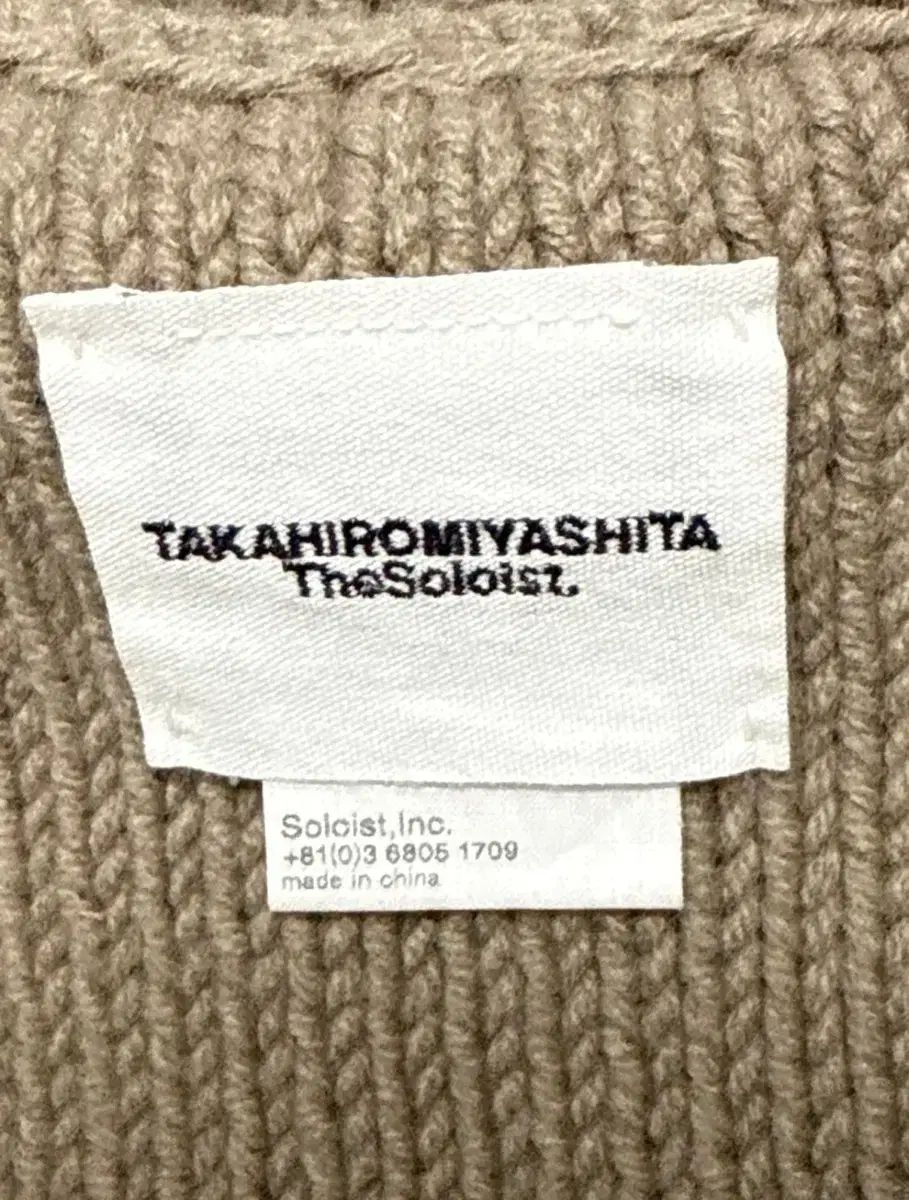 TAKAHIROMIYASHITA
TheSoloist.
Soloist,Inc.
+81(0)3 6805 1709
made in china